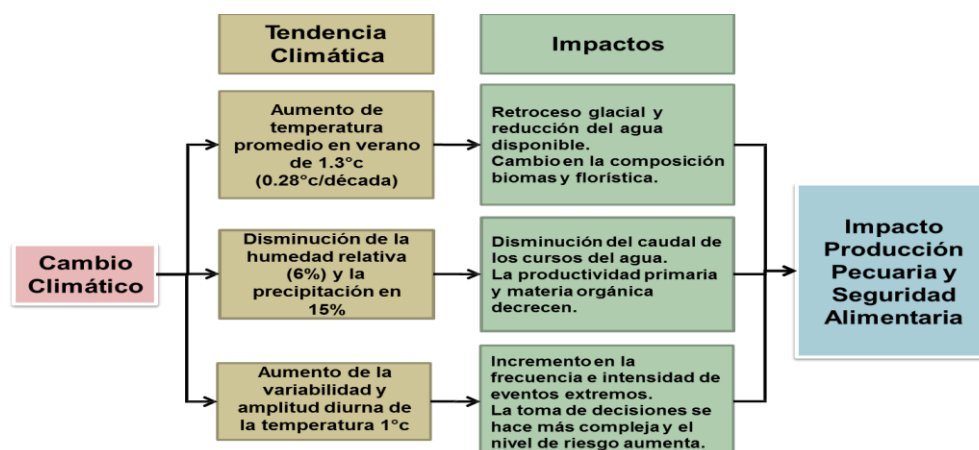 Tendencia
Climática
Impactos
Aumento de
temperatura
promedio en verano
de 1.3°c
(0.28°c/década)
Retroceso glacial y
reducción del agua
disponible.
Cambio en la composición
biomas y florística.
Cambio
Climático
Disminución de la
humedad relativa
(6%) y la
precipitación en
15%
Disminución del caudal de
los cursos del agua.
La productividad primaria
y materia orgánica
decrecen.
Impacto
Producción
Pecuaria y
Seguridad
Alimentaria
Aumento de la
variabilidad y
amplitud diurna de
la temperatura 1°c
Incremento en la
frecuencia e intensidad de
eventos extremos.
La toma de decisiones se
hace más compleja y el
nivel de riesgo aumenta.